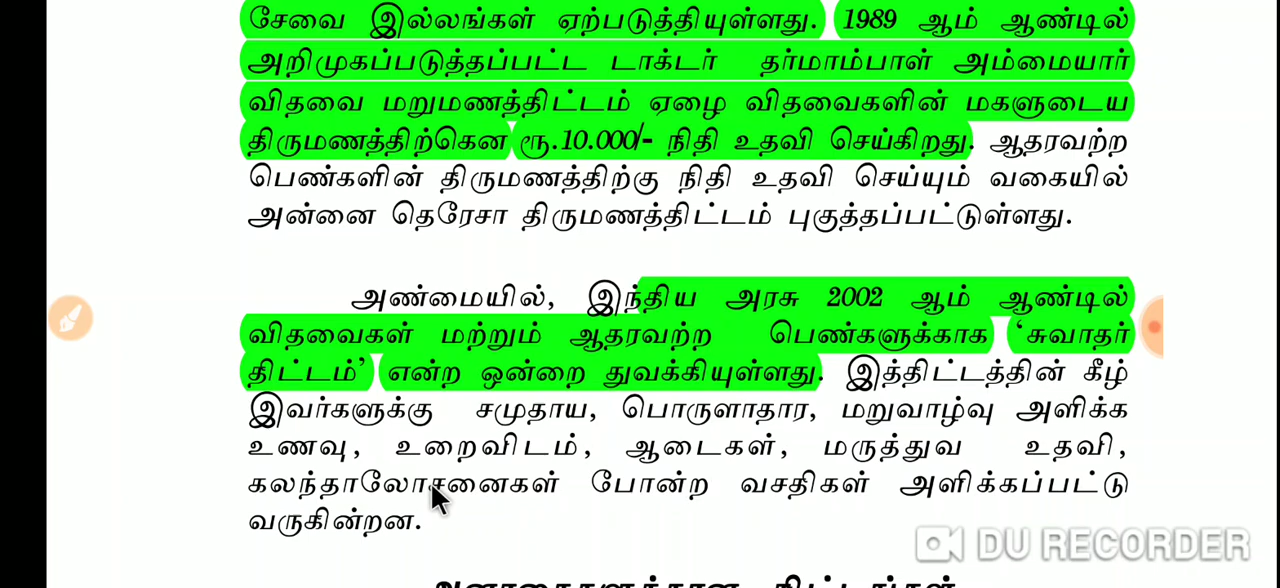 சேவை இல்லங்கள் ஏற்படுத்தியுள்ளது. 1989 ஆம் ஆண்டில்
அறிமுகப்படுத்தப்பட்ட டாக்டர் தர்மாம்பாள் அம்மையார்
விதவை மறுமணத்திட்டம் ஏழை விதவைகளின் மகளுடைய
திருமணத்திற்கென ரூ.10.000/- நிதி உதவி செய்கிறது. ஆதரவற்ற
பெண்களின் திருமணத்திற்கு நிதி உதவி செய்யும் வகையில்
அன்னை தெரேசா திருமணத்திட்டம் புகுத்தப்பட்டுள்ளது.
அண்மையில், இந்திய அரசு 2002 ஆம் ஆண்டில்
விதவைகள் மற்றும் ஆதரவற்ற பெண்களுக்காக ‘சுவாதர்
திட்டம்’ என்ற ஒன்றை துவக்கியுள்ளது. இத்திட்டத்தின் கீழ்
இவர்களுக்கு சமுதாய, பொருளாதார, மறுவாழ்வு அளிக்க
உணவு, உறைவிடம், ஆடைகள், மருத்துவ உதவி,
கலந்தாலோசனைகள் போன்ற வசதிகள் அளிக்கப்பட்டு
வருகின்றன.
DU RECORDER